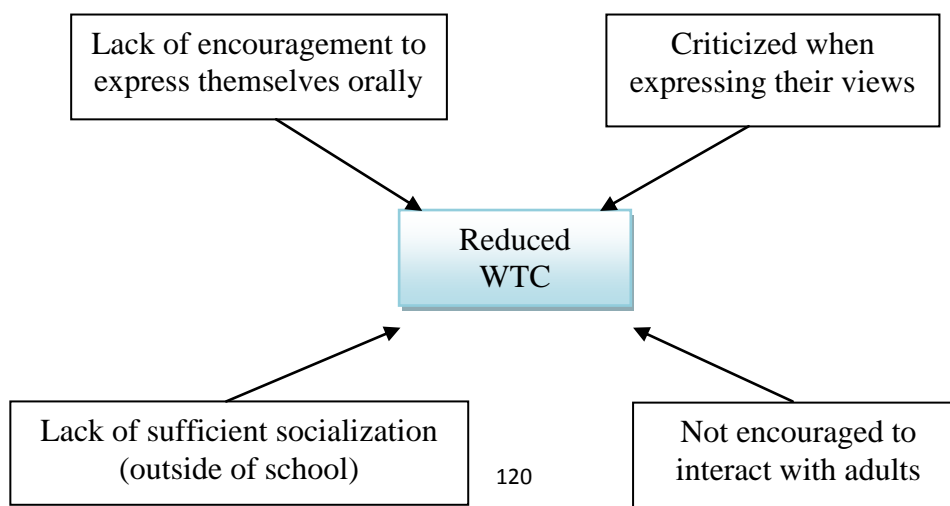 Lack of encouragement to
express themselves orally
Criticized when
expressing their views
Reduced
WTC
Lack of sufficient socialization
(outside of school)
Not encouraged to
interact with adults
120